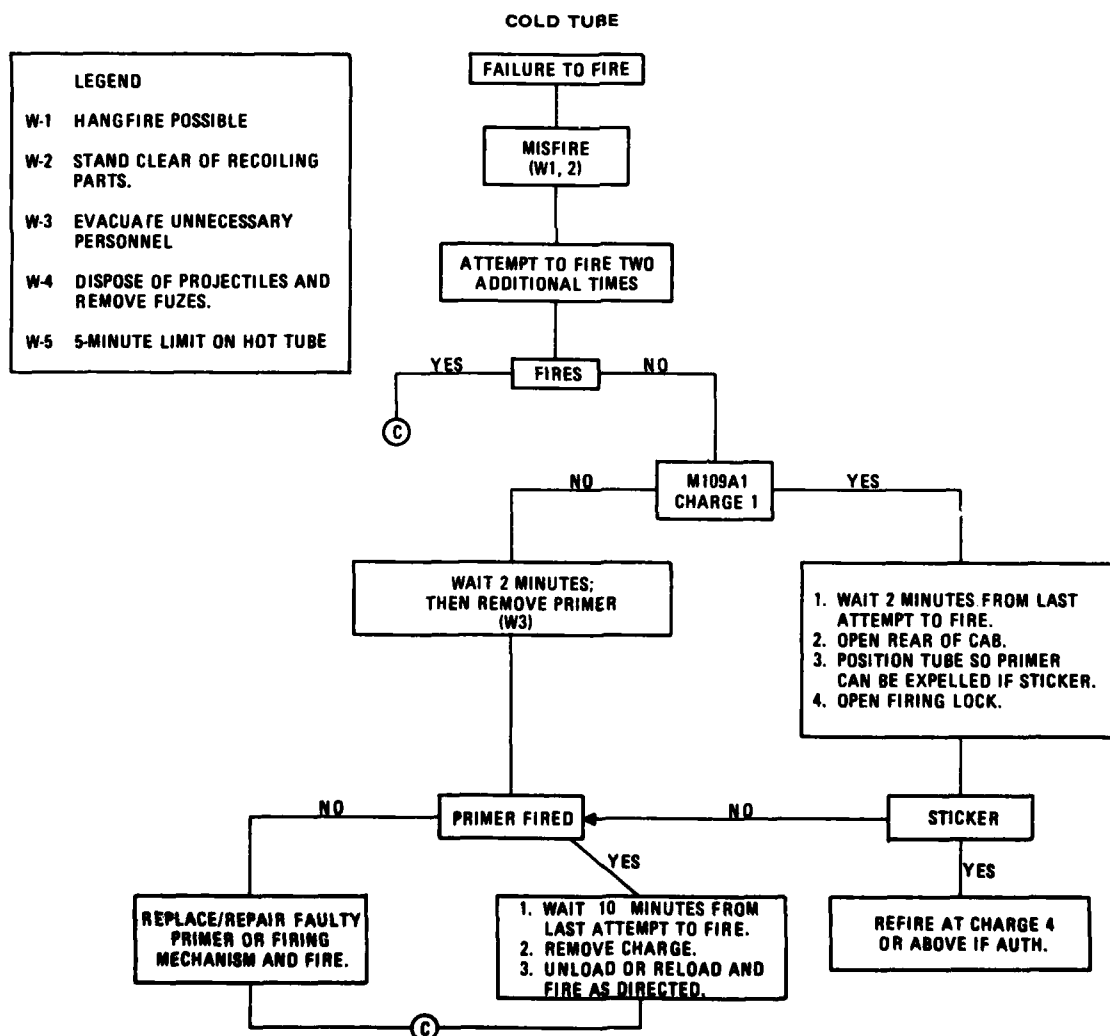 COLD TUBE
LEGEND
W-1 HANGFIRE POSSIBLE
W-2 STAND CLEAR OF RECOILING
PARTS.
W-3 EVACUATE UNNECESSARY
PERSONNEL
W-4 DISPOSE OF PROJECTILES AND
REMOVE FUZES.
W-5 5-MINUTE LIMIT ON HOT TUBE
FAILURE TO FIRE
MISFIRE
(W1, 2)
ATTEMPT TO FIRE TWO
ADDITIONAL TIMES
YES
FIRES
NO
C
NO
M109A1
CHARGE 1
YES
WAIT 2 MINUTES;
THEN REMOVE PRIMER
(W3)
1. WAIT 2 MINUTES FROM LAST
ATTEMPT TO FIRE.
2. OPEN REAR OF CAB.
3. POSITION TUBE SO PRIMER
CAN BE EXPELLED IF STICKER.
4. OPEN FIRING LOCK.
NO
PRIMER FIRED
NO
STICKER
YES
YES
REPLACE/REPAIR FAULTY
PRIMER OR FIRING
MECHANISM AND FIRE.
1. WAIT 10 MINUTES FROM
LAST ATTEMPT TO FIRE.
2. REMOVE CHARGE.
3. UNLOAD OR RELOAD AND
FIRE AS DIRECTED.
REFIRE AT CHARGE 4
OR ABOVE IF AUTH.
C